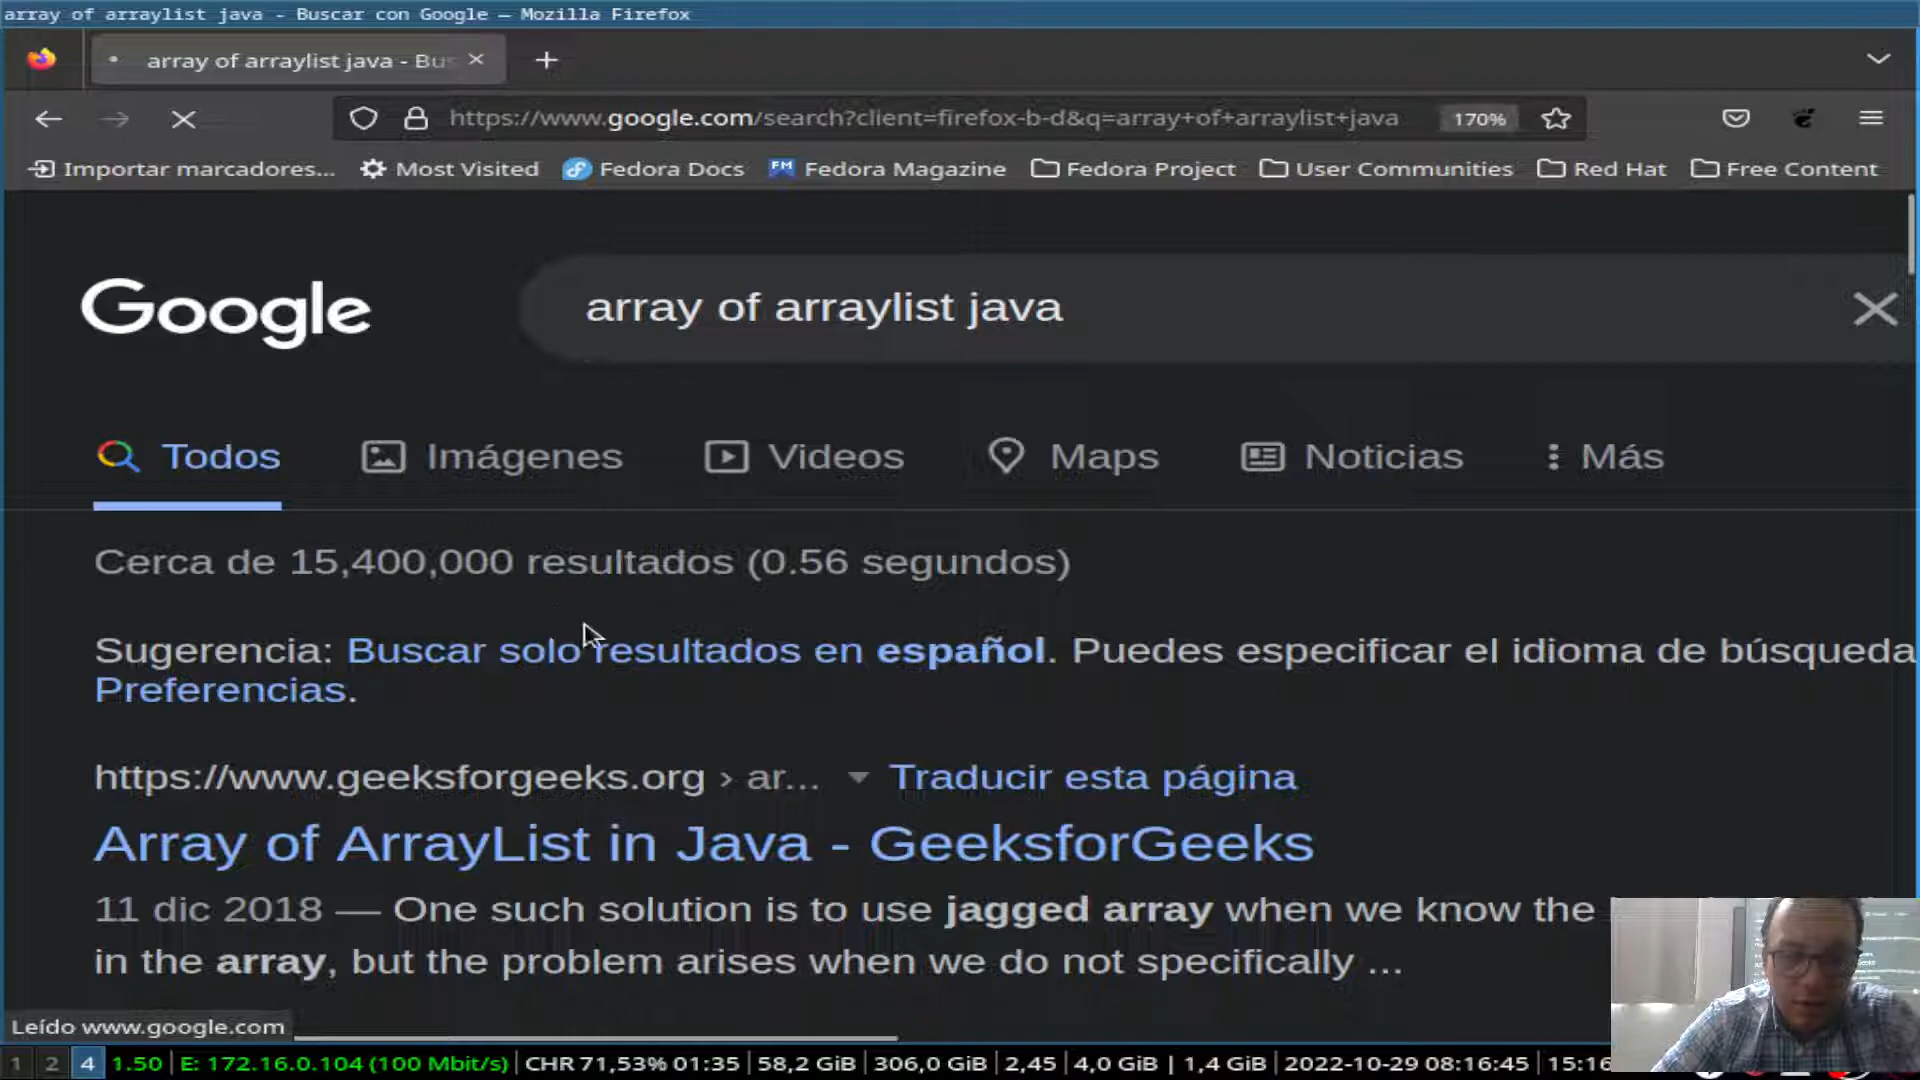 array of arraylist java - Buscar con Google — Mozilla Firefox
array of arraylist java - Bus
https://www.google.com/search?client=firefox-b-d&q=array+of+arraylist+java 170%
Importar marcadores... Most Visited Fedora Docs FM Fedora Magazine Fedora Project User Communities Red Hat Free Content
Google array of arraylist java
Todos Imágenes Videos Maps Noticias Más
Cerca de 15,400,000 resultados (0.56 segundos)
Sugerencia: Buscar solo resultados en español. Puedes especificar el idioma de búsqueda
Preferencias.
https://www.geeksforgeeks.org › ar... Traducir esta página
Array of ArrayList in Java - GeeksforGeeks
11 dic 2018 — One such solution is to use jagged array when we know the
in the array, but the problem arises when we do not specifically ...
Leído www.google.com
1 2 4 1.50 | E: 172.16.0.104 (100 Mbit/s) | CHR 71,53% 01:35 | 58,2 GiB | 306,0 GiB | 2,45 | 4,0 GiB | 1,4 GiB | 2022-10-29 08:16:45 | 15:16